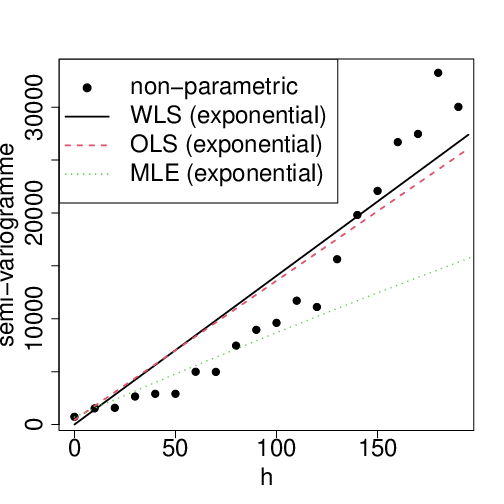 non-parametric
WLS (exponential)
OLS (exponential)
MLE (exponential)
semi-variogramme
30000
20000
10000
0
0 50 100 150
h